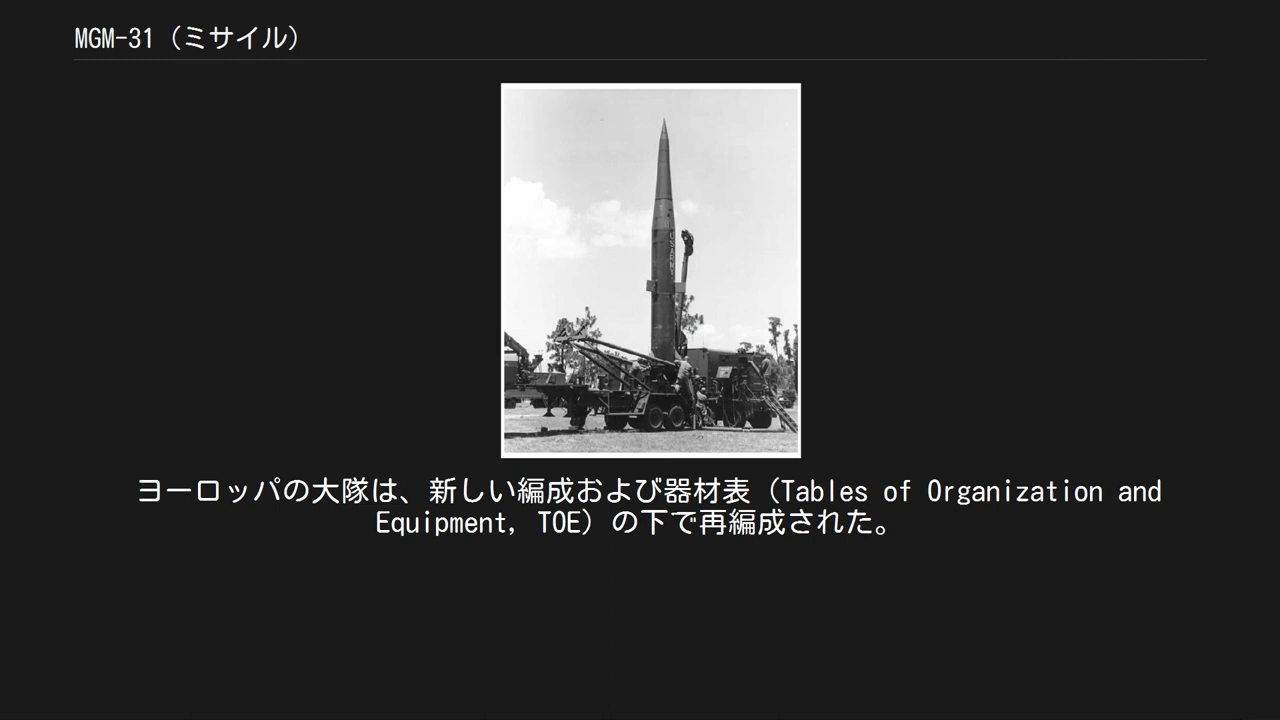 MGM-31（ミサイル）
ヨーロッパの大隊は、新しい編成および器材表（Tables of Organization and
Equipment, TOE）の下で再編成された。